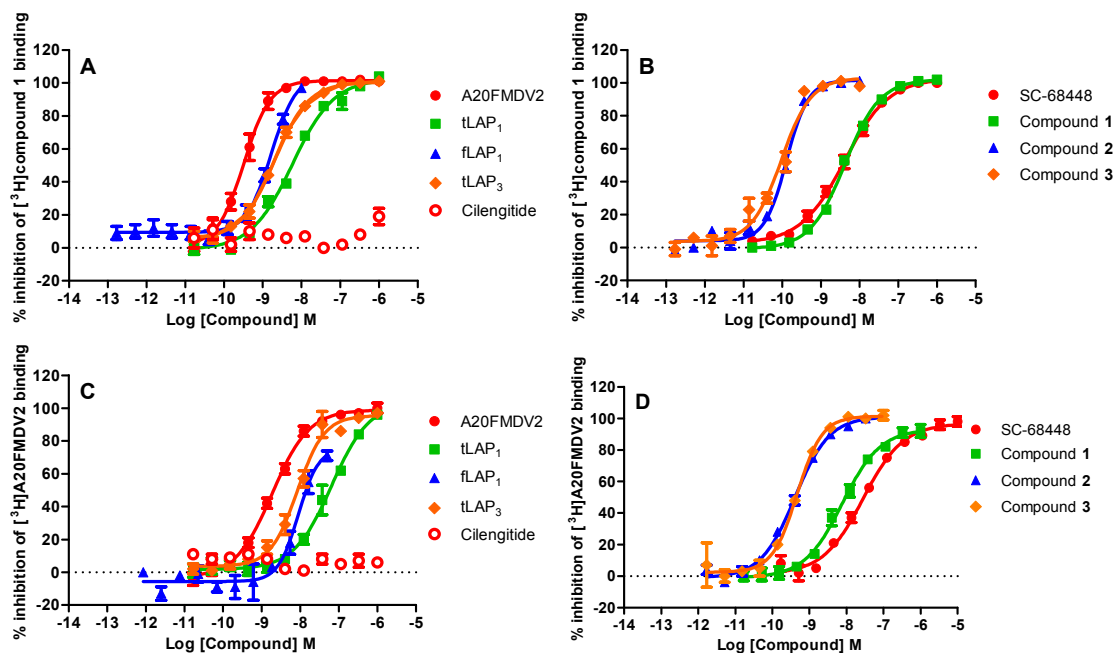 A
% inhibition of [³H]compound 1 binding
120
100
80
60
40
20
0
-20
-14 -13 -12 -11 -10 -9 -8 -7 -6 -5
Log [Compound] M
A20FMDV2
tLAP₁
fLAP₁
tLAP₃
Cilengitide
B
% inhibition of [³H]compound 1 binding
120
100
80
60
40
20
0
-20
-14 -13 -12 -11 -10 -9 -8 -7 -6 -5
Log [Compound] M
SC-68448
Compound 1
Compound 2
Compound 3
C
% inhibition of [³H]A20FMDV2 binding
120
100
80
60
40
20
0
-20
-14 -13 -12 -11 -10 -9 -8 -7 -6 -5
Log [Compound] M
A20FMDV2
tLAP₁
fLAP₁
tLAP₃
Cilengitide
D
% inhibition of [³H]A20FMDV2 binding
120
100
80
60
40
20
0
-20
-14 -13 -12 -11 -10 -9 -8 -7 -6 -5
Log [Compound] M
SC-68448
Compound 1
Compound 2
Compound 3